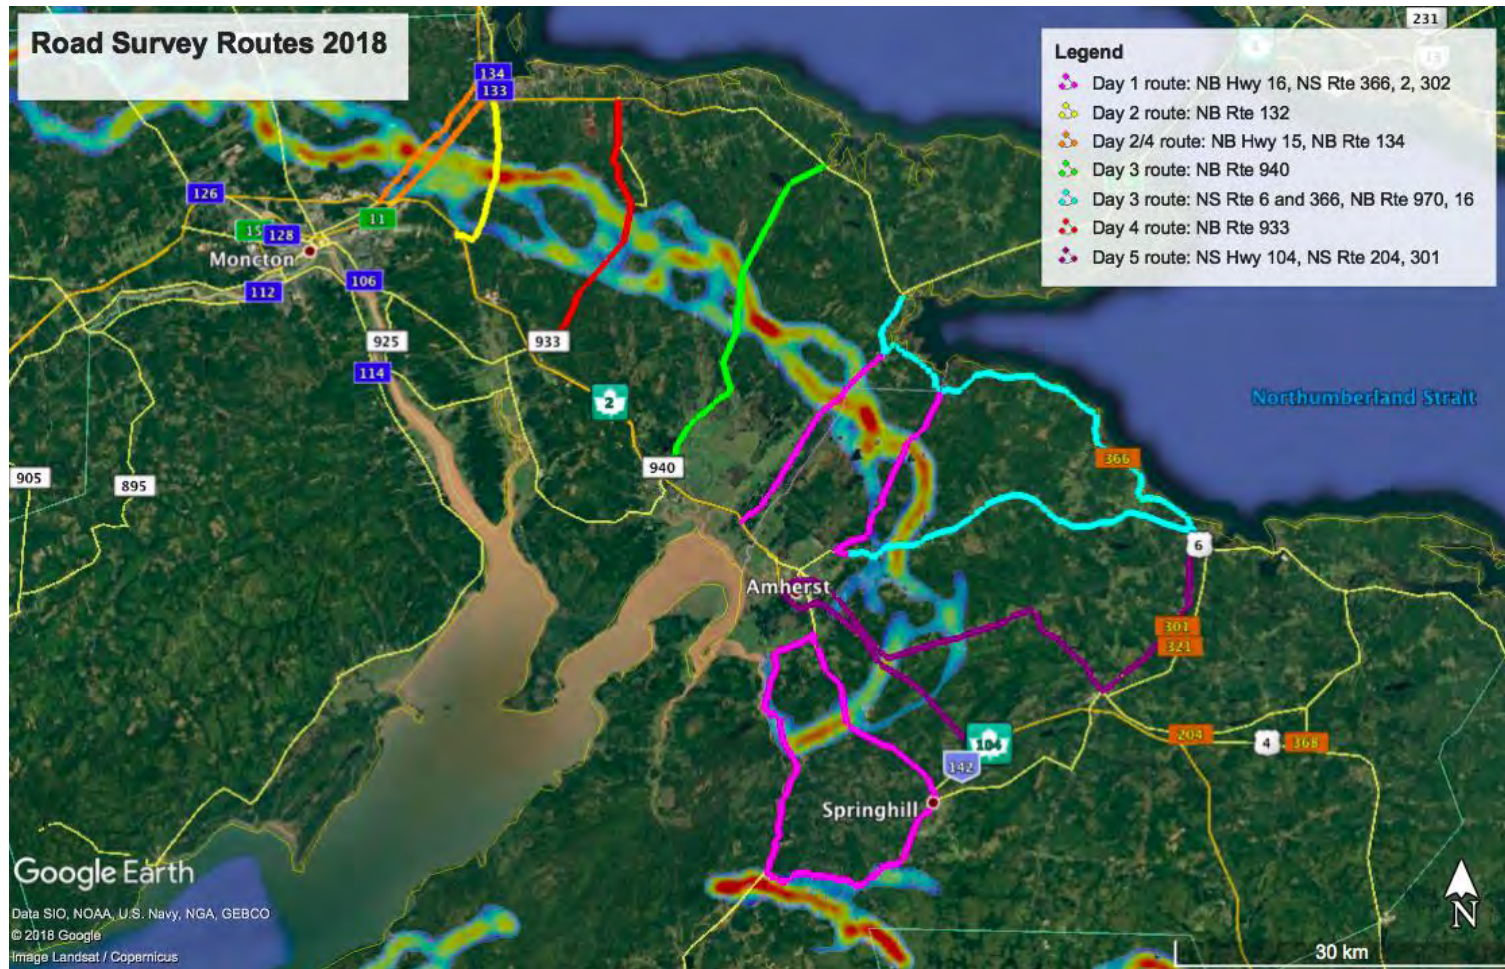 Road Survey Routes 2018
Legend
Day 1 route: NB Hwy 16, NS Rte 366, 2, 302
Day 2 route: NB Rte 132
Day 2/4 route: NB Hwy 15, NB Rte 134
Day 3 route: NB Rte 940
Day 3 route: NS Rte 6 and 366, NB Rte 970, 16
Day 4 route: NB Rte 933
Day 5 route: NS Hwy 104, NS Rte 204, 301
231
134
133
126
11
15
128
Moncton
106
112
925
933
114
2
Northumberland Strait
366
940
905
895
6
Amherst
301
321
204
4
368
104
142
Springhill
Google Earth
Data SIO, NOAA, U.S. Navy, NGA, GEBCO
© 2018 Google
Image Landsat / Copernicus
N
30 km